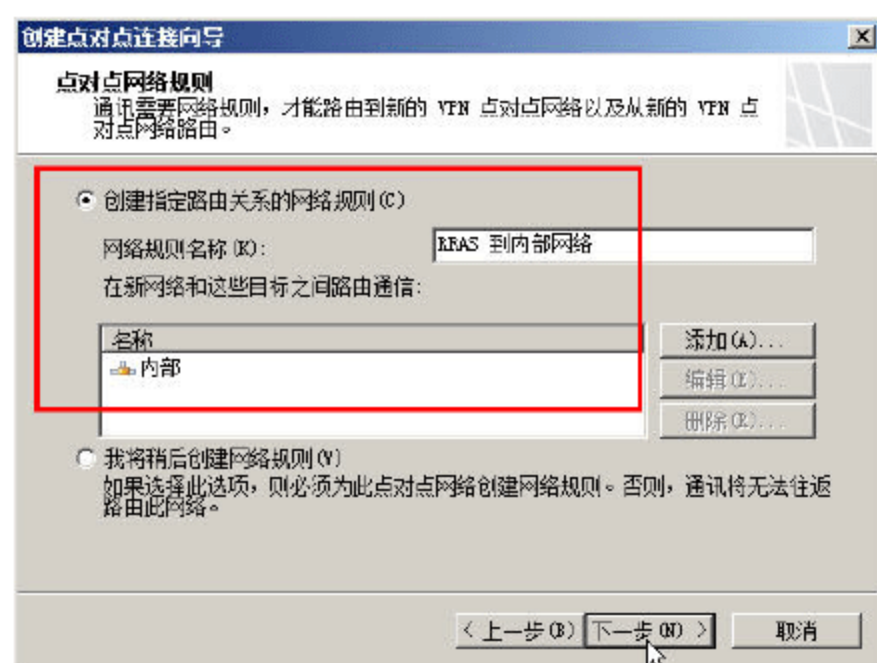 创建点对点连接向导
点对点网络规则
通讯需要网络规则，才能路由到新的 VPN 点对点网络以及从新的 VPN 点
对点网络路由。
创建指定路由关系的网络规则(C)
网络规则名称(K):
RRAS 到内部网络
在新网络和这些目标之间路由通信:
名称
添加(A)...
内部
编辑(E)...
删除(R)...
我将稍后创建网络规则(V)
如果选择此选项，则必须为此点对点网络创建网络规则。否则，通讯将无法往返
路由此网络。
< 上一步(B)
下一步(N) >
取消